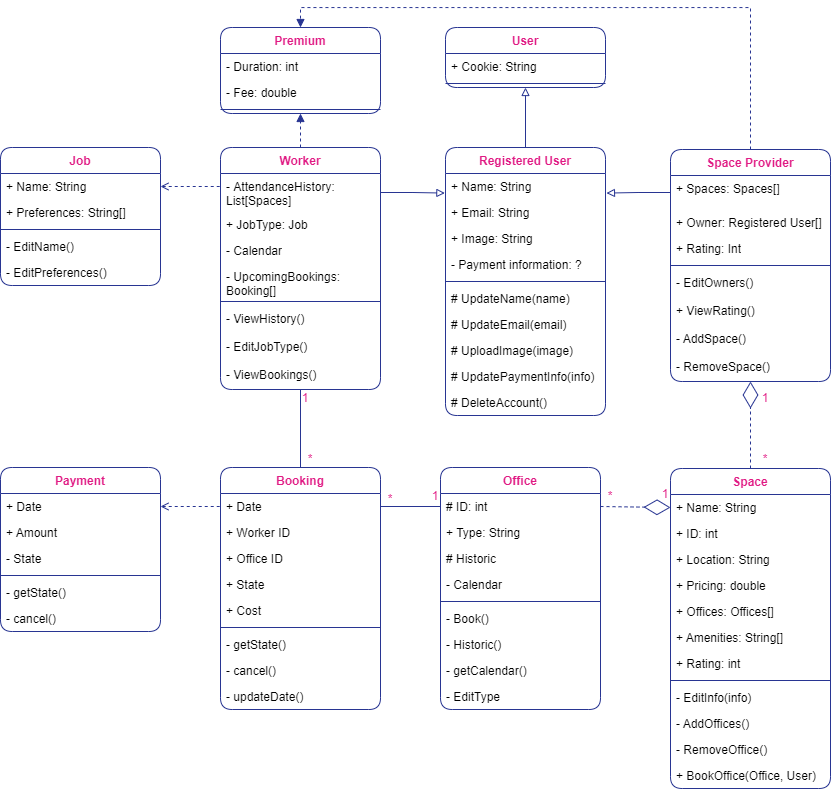 Premium
- Duration: int
- Fee: double
User
+ Cookie: String
Job
+ Name: String
+ Preferences: String[]
- EditName()
- EditPreferences()
Worker
- AttendanceHistory:
List[Spaces]
+ JobType: Job
- Calendar
- UpcomingBookings:
Booking[]
- ViewHistory()
- EditJobType()
- ViewBookings()
Registered User
+ Name: String
+ Email: String
+ Image: String
- Payment information: ?
# UpdateName(name)
# UpdateEmail(email)
# UploadImage(image)
# UpdatePaymentInfo(info)
# DeleteAccount()
Space Provider
+ Spaces: Spaces[]
+ Owner: Registered User[]
+ Rating: Int
- EditOwners()
+ ViewRating()
- AddSpace()
- RemoveSpace()
1
*
1
*
Payment
+ Date
+ Amount
- State
- getState()
- cancel()
Booking
+ Date
+ Worker ID
+ Office ID
+ State
+ Cost
- getState()
- cancel()
- updateDate()
*
1
Office
# ID: int
+ Type: String
# Historic
- Calendar
- Book()
- Historic()
- getCalendar()
- EditType
*
1
Space
+ Name: String
+ ID: int
+ Location: String
+ Pricing: double
+ Offices: Offices[]
+ Amenities: String[]
+ Rating: int
- EditInfo(info)
- AddOffices()
- RemoveOffice()
+ BookOffice(Office, User)